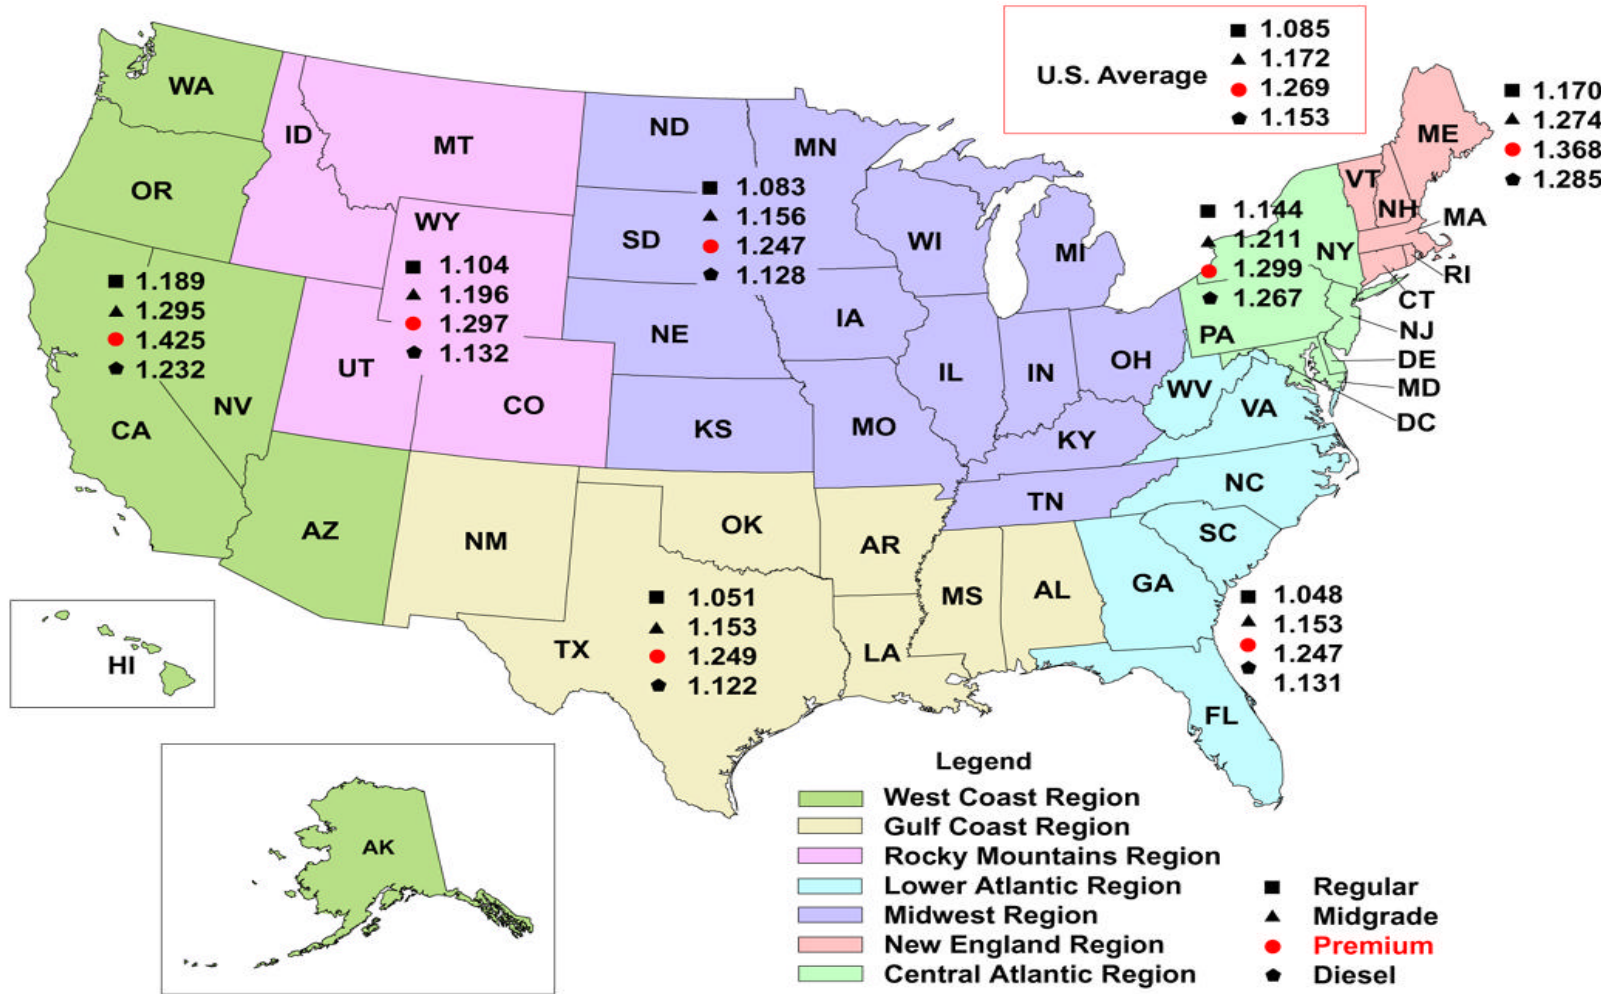 U.S. Average
1.085
1.172
1.269
1.153
1.170
1.274
1.368
1.285
WA
ID
MT
ND
MN
ME
OR
WY
SD
WI
MI
VT
NH
NY
MA
RI
CT
NJ
PA
DE
MD
DC
1.083
1.156
1.247
1.128
1.144
1.211
1.299
1.267
1.189
1.295
1.425
1.232
1.104
1.196
1.297
1.132
NE
IA
UT
CO
IL
IN
OH
WV
VA
NV
CA
KS
MO
KY
NC
TN
AZ
NM
OK
AR
SC
MS
AL
GA
1.051
1.153
1.249
1.122
1.048
1.153
1.247
1.131
TX
LA
HI
FL
AK
Legend
West Coast Region
Gulf Coast Region
Rocky Mountains Region
Lower Atlantic Region
Midwest Region
New England Region
Central Atlantic Region
Regular
Midgrade
Premium
Diesel